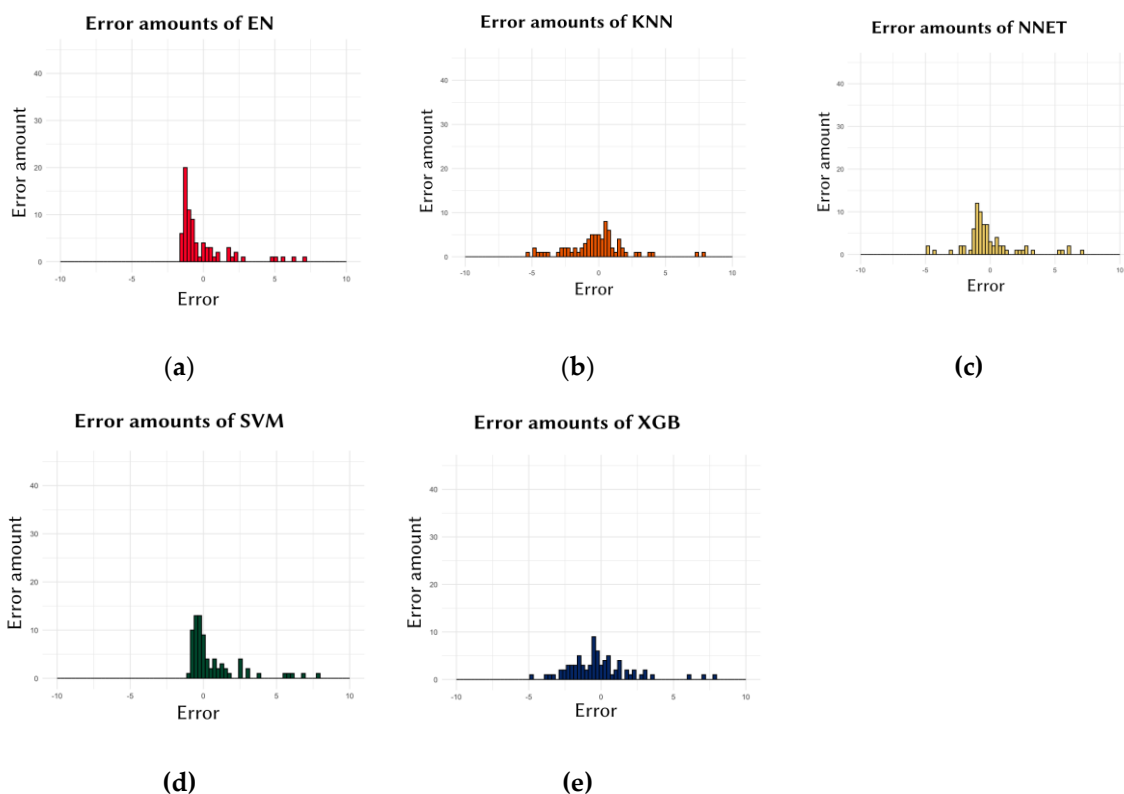 Error amounts of EN
Error amount
40
30
20
10
0
-10
-5
0
5
10
Error
(a)
Error amounts of KNN
Error amount
40
30
20
10
0
-10
-5
0
5
10
Error
(b)
Error amounts of NNET
Error amount
40
30
20
10
0
-10
-5
0
5
10
Error
(c)
Error amounts of SVM
Error amount
40
30
20
10
0
-10
-5
0
5
10
Error
(d)
Error amounts of XGB
Error amount
40
30
20
10
0
-10
-5
0
5
10
Error
(e)